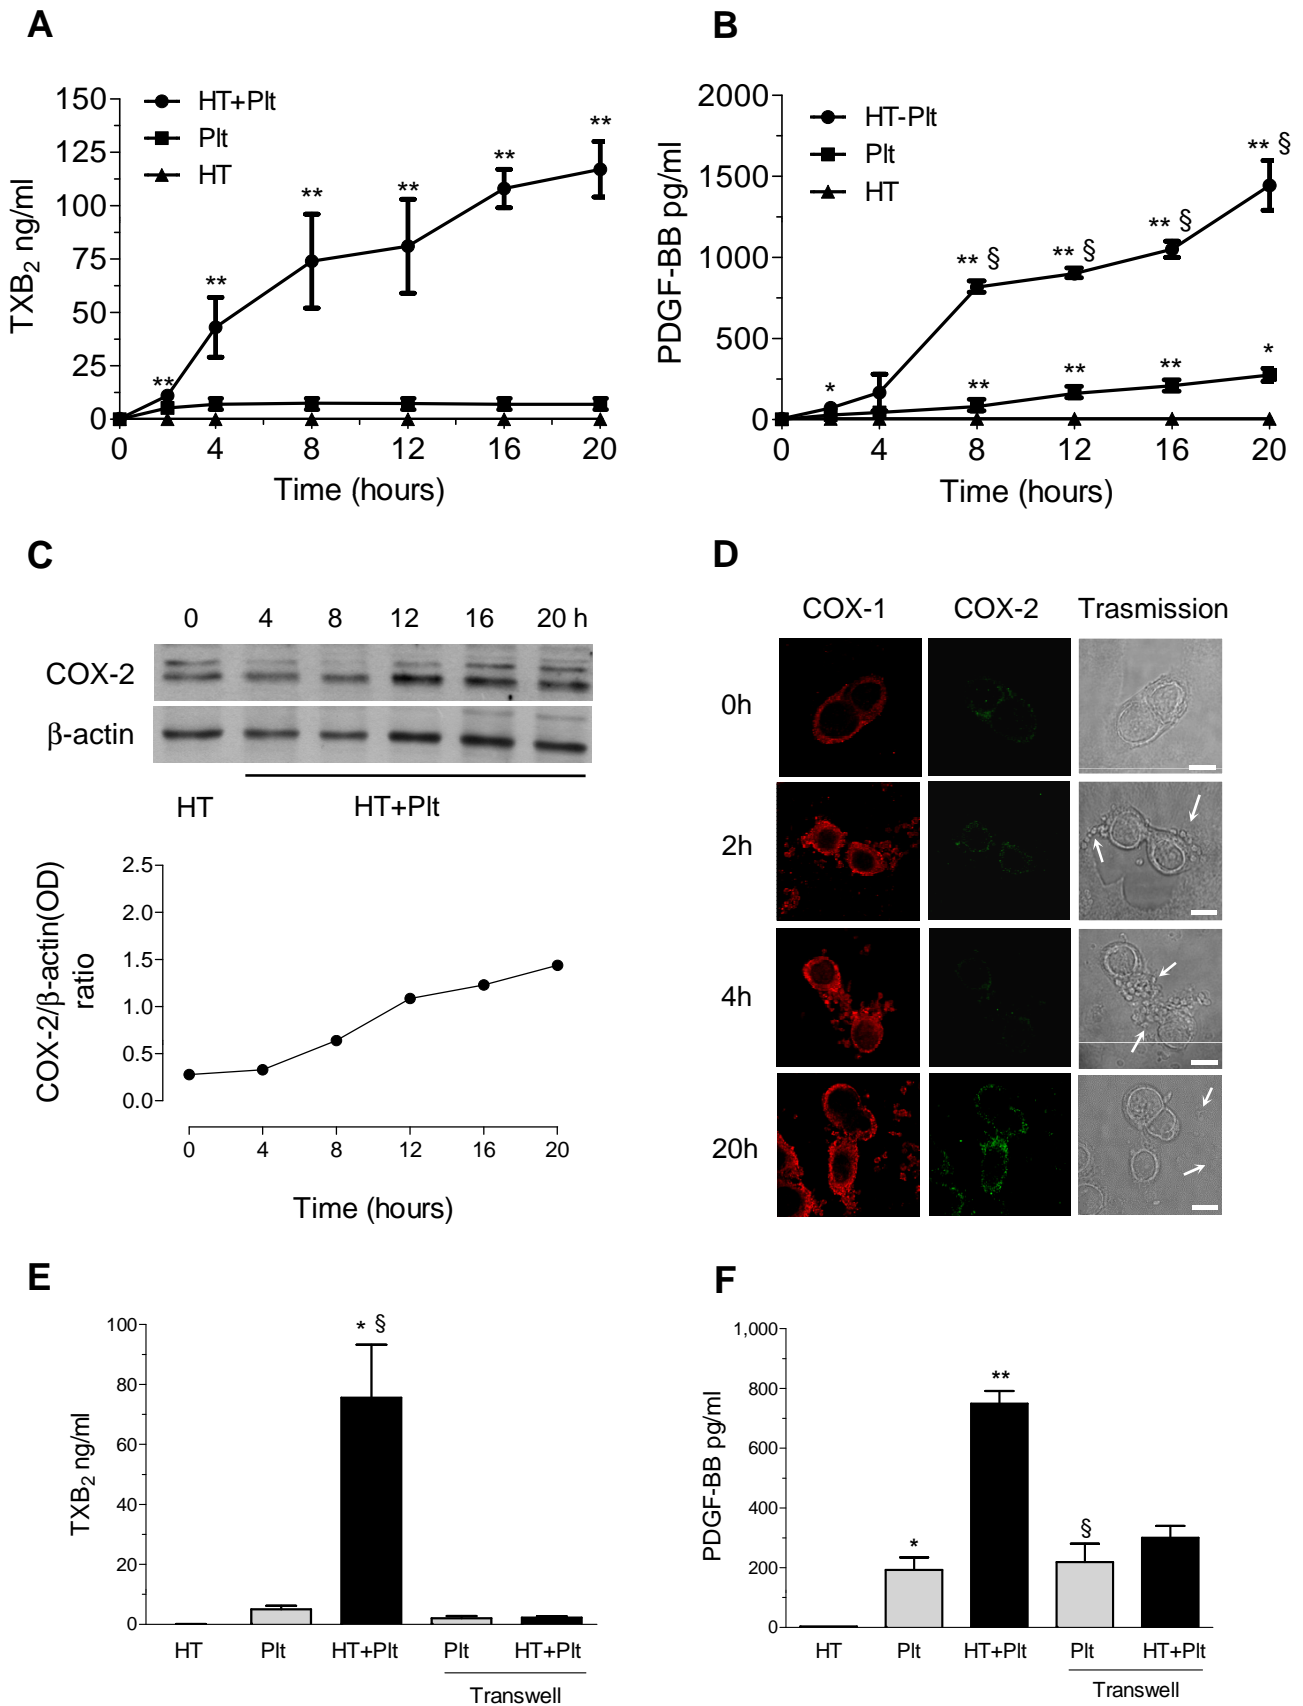 A
TXB2 ng/ml
HT+Plt
Plt
HT
150
125
100
75
50
25
0
** ** ** ** ** **
0 4 8 12 16 20
Time (hours)
B
PDGF-BB pg/ml
HT-Plt
Plt
HT
2000
1500
1000
500
0
* ** § ** § ** § ** §
** ** ** *
0 4 8 12 16 20
Time (hours)
C
0 4 8 12 16 20 h
COX-2
β-actin
HT HT+Plt
COX-2/β-actin(OD)
ratio
2.5
2.0
1.5
1.0
0.5
0.0
0 4 8 12 16 20
Time (hours)
D
COX-1 COX-2 Trasmission
0h
2h
4h
20h
E
TXB2 ng/ml
100
80
60
40
20
0
* §
HT Plt HT+Plt Plt HT+Plt
Transwell
F
PDGF-BB pg/ml
1,000
800
600
400
200
0
* ** §
HT Plt HT+Plt Plt HT+Plt
Transwell